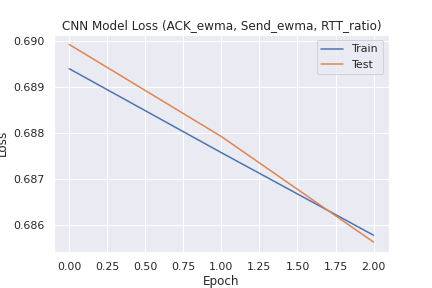 CNN Model Loss (ACK_ewma, Send_ewma, RTT_ratio)
0.690
0.689
0.688
0.687
0.686
Loss
Train
Test
0.00 0.25 0.50 0.75 1.00 1.25 1.50 1.75 2.00
Epoch